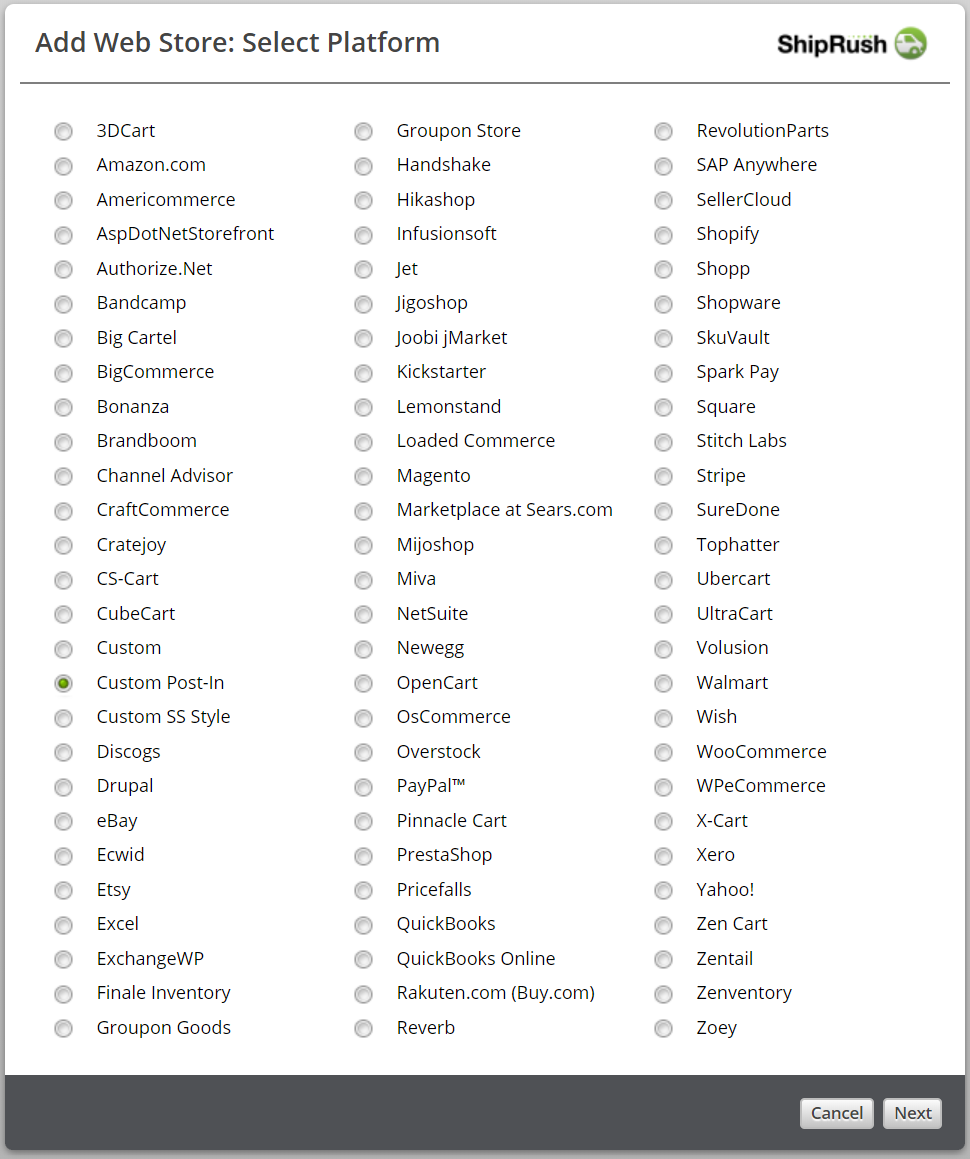 Add Web Store: Select Platform
ShipRush
3DCart
Amazon.com
Americommerce
AspDotNetStorefront
Authorize.Net
Bandcamp
Big Cartel
BigCommerce
Bonanza
Brandboom
Channel Advisor
CraftCommerce
Cratejoy
CS-Cart
CubeCart
Custom
Custom Post-In
Custom SS Style
Discogs
Drupal
eBay
Ecwid
Etsy
Excel
ExchangeWP
Finale Inventory
Groupon Goods
Groupon Store
Handshake
Hikashop
Infusionsoft
Jet
Jigoshop
Joobi jMarket
Kickstarter
Lemonstand
Loaded Commerce
Magento
Marketplace at Sears.com
Mijoshop
Miva
NetSuite
Newegg
OpenCart
OsCommerce
Overstock
PayPal™
Pinnacle Cart
PrestaShop
Pricefalls
QuickBooks
QuickBooks Online
Rakuten.com (Buy.com)
Reverb
RevolutionParts
SAP Anywhere
SellerCloud
Shopify
Shopp
Shopware
SkuVault
Spark Pay
Square
Stitch Labs
Stripe
SureDone
Tophatter
Ubercart
UltraCart
Volusion
Walmart
Wish
WooCommerce
WPeCommerce
X-Cart
Xero
Yahoo!
Zen Cart
Zentail
Zenventory
Zoey
Cancel
Next